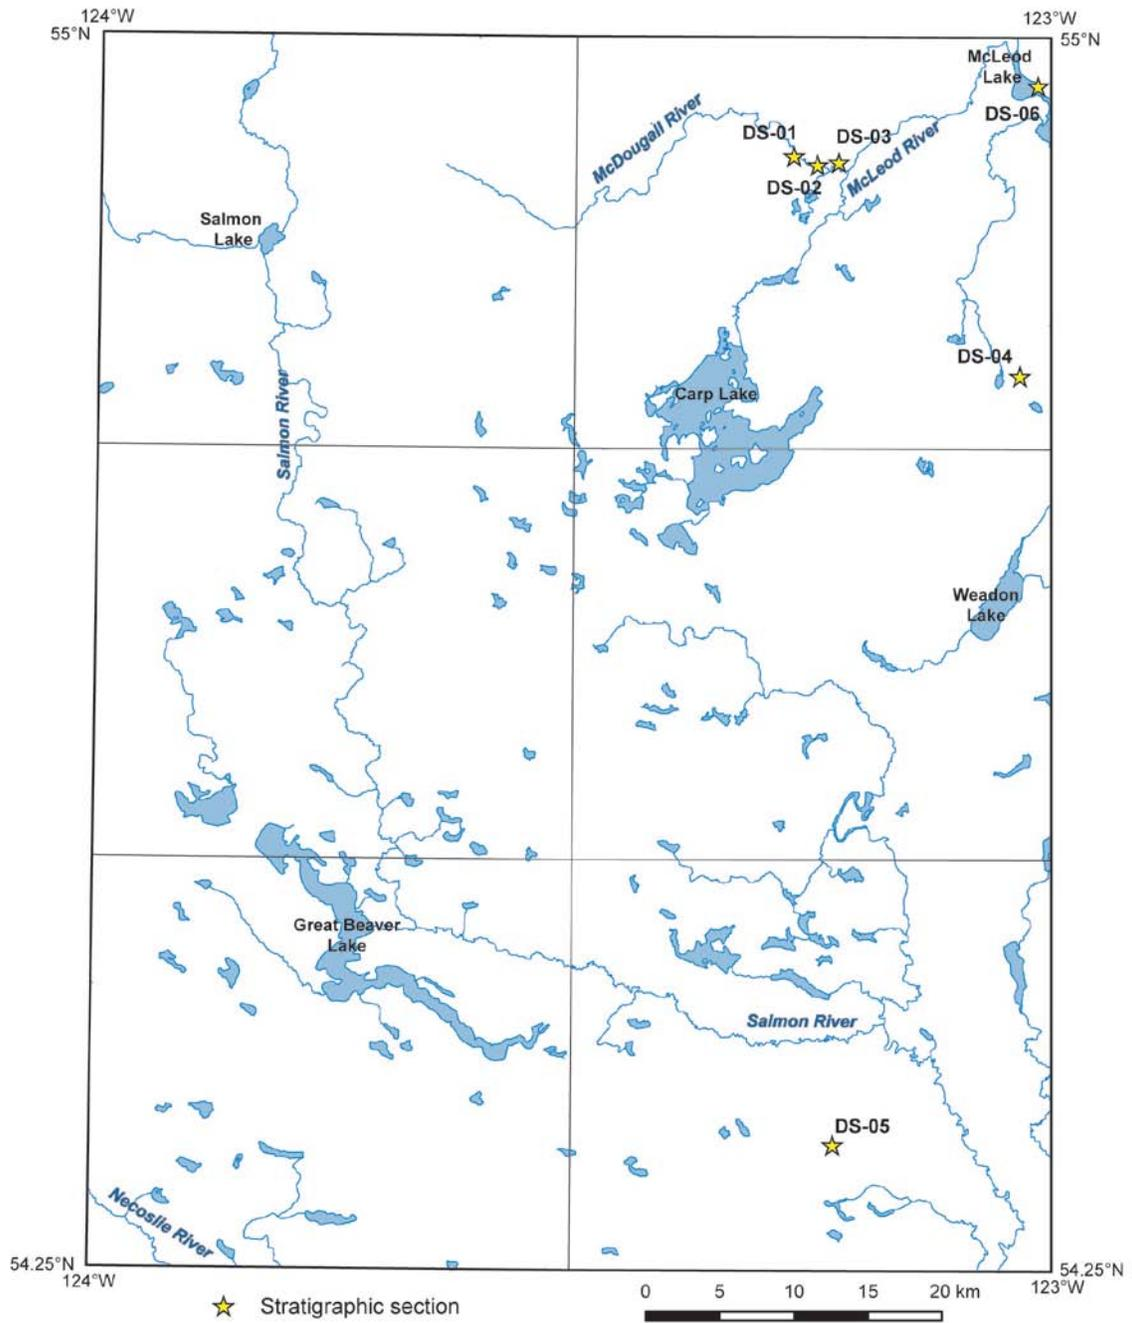 124°W
123°W
55°N
55°N
McLeod
Lake
DS-06
McDougall River
DS-01
DS-03
DS-02
McLeod River
Salmon
Lake
DS-04
Salmon River
Carp Lake
Weadon
Lake
Great Beaver
Lake
Salmon River
DS-05
Necoslie River
54.25°N
124°W
54.25°N
123°W
Stratigraphic section
0 5 10 15 20 km